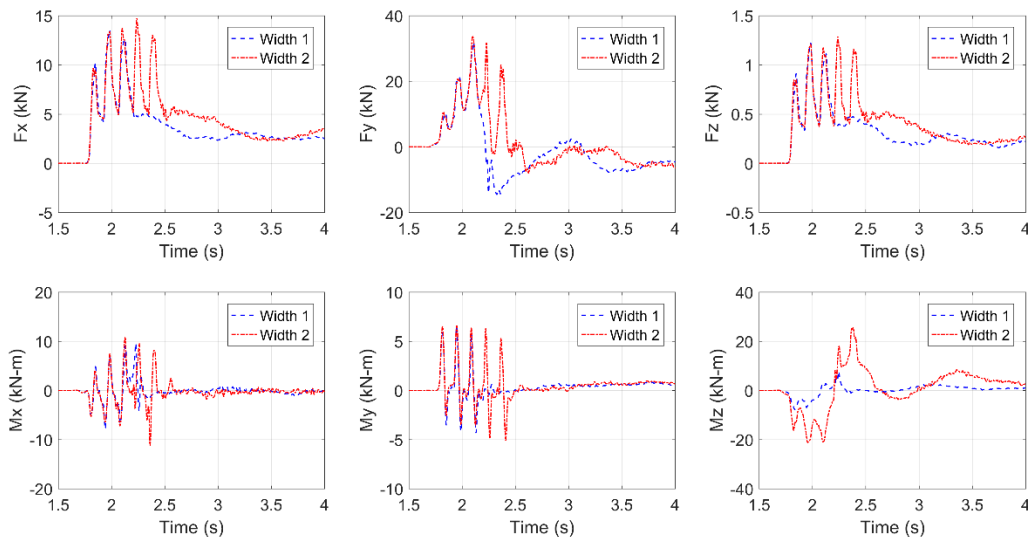 15
10
5
0
5
Fx (kN)
1.5 2 2.5 3 3.5 4
Time (s)
Width 1
Width 2
40
20
0
-20
Fy (kN)
1.5 2 2.5 3 3.5 4
Time (s)
Width 1
Width 2
1.5
1
0.5
0
-0.5
Fz (kN)
1.5 2 2.5 3 3.5 4
Time (s)
Width 1
Width 2
20
10
0
-10
-20
Mx (kN-m)
1.5 2 2.5 3 3.5 4
Time (s)
Width 1
Width 2
10
5
0
-5
-10
My (kN-m)
1.5 2 2.5 3 3.5 4
Time (s)
Width 1
Width 2
40
20
0
-20
-40
Mz (kN-m)
1.5 2 2.5 3 3.5 4
Time (s)
Width 1
Width 2